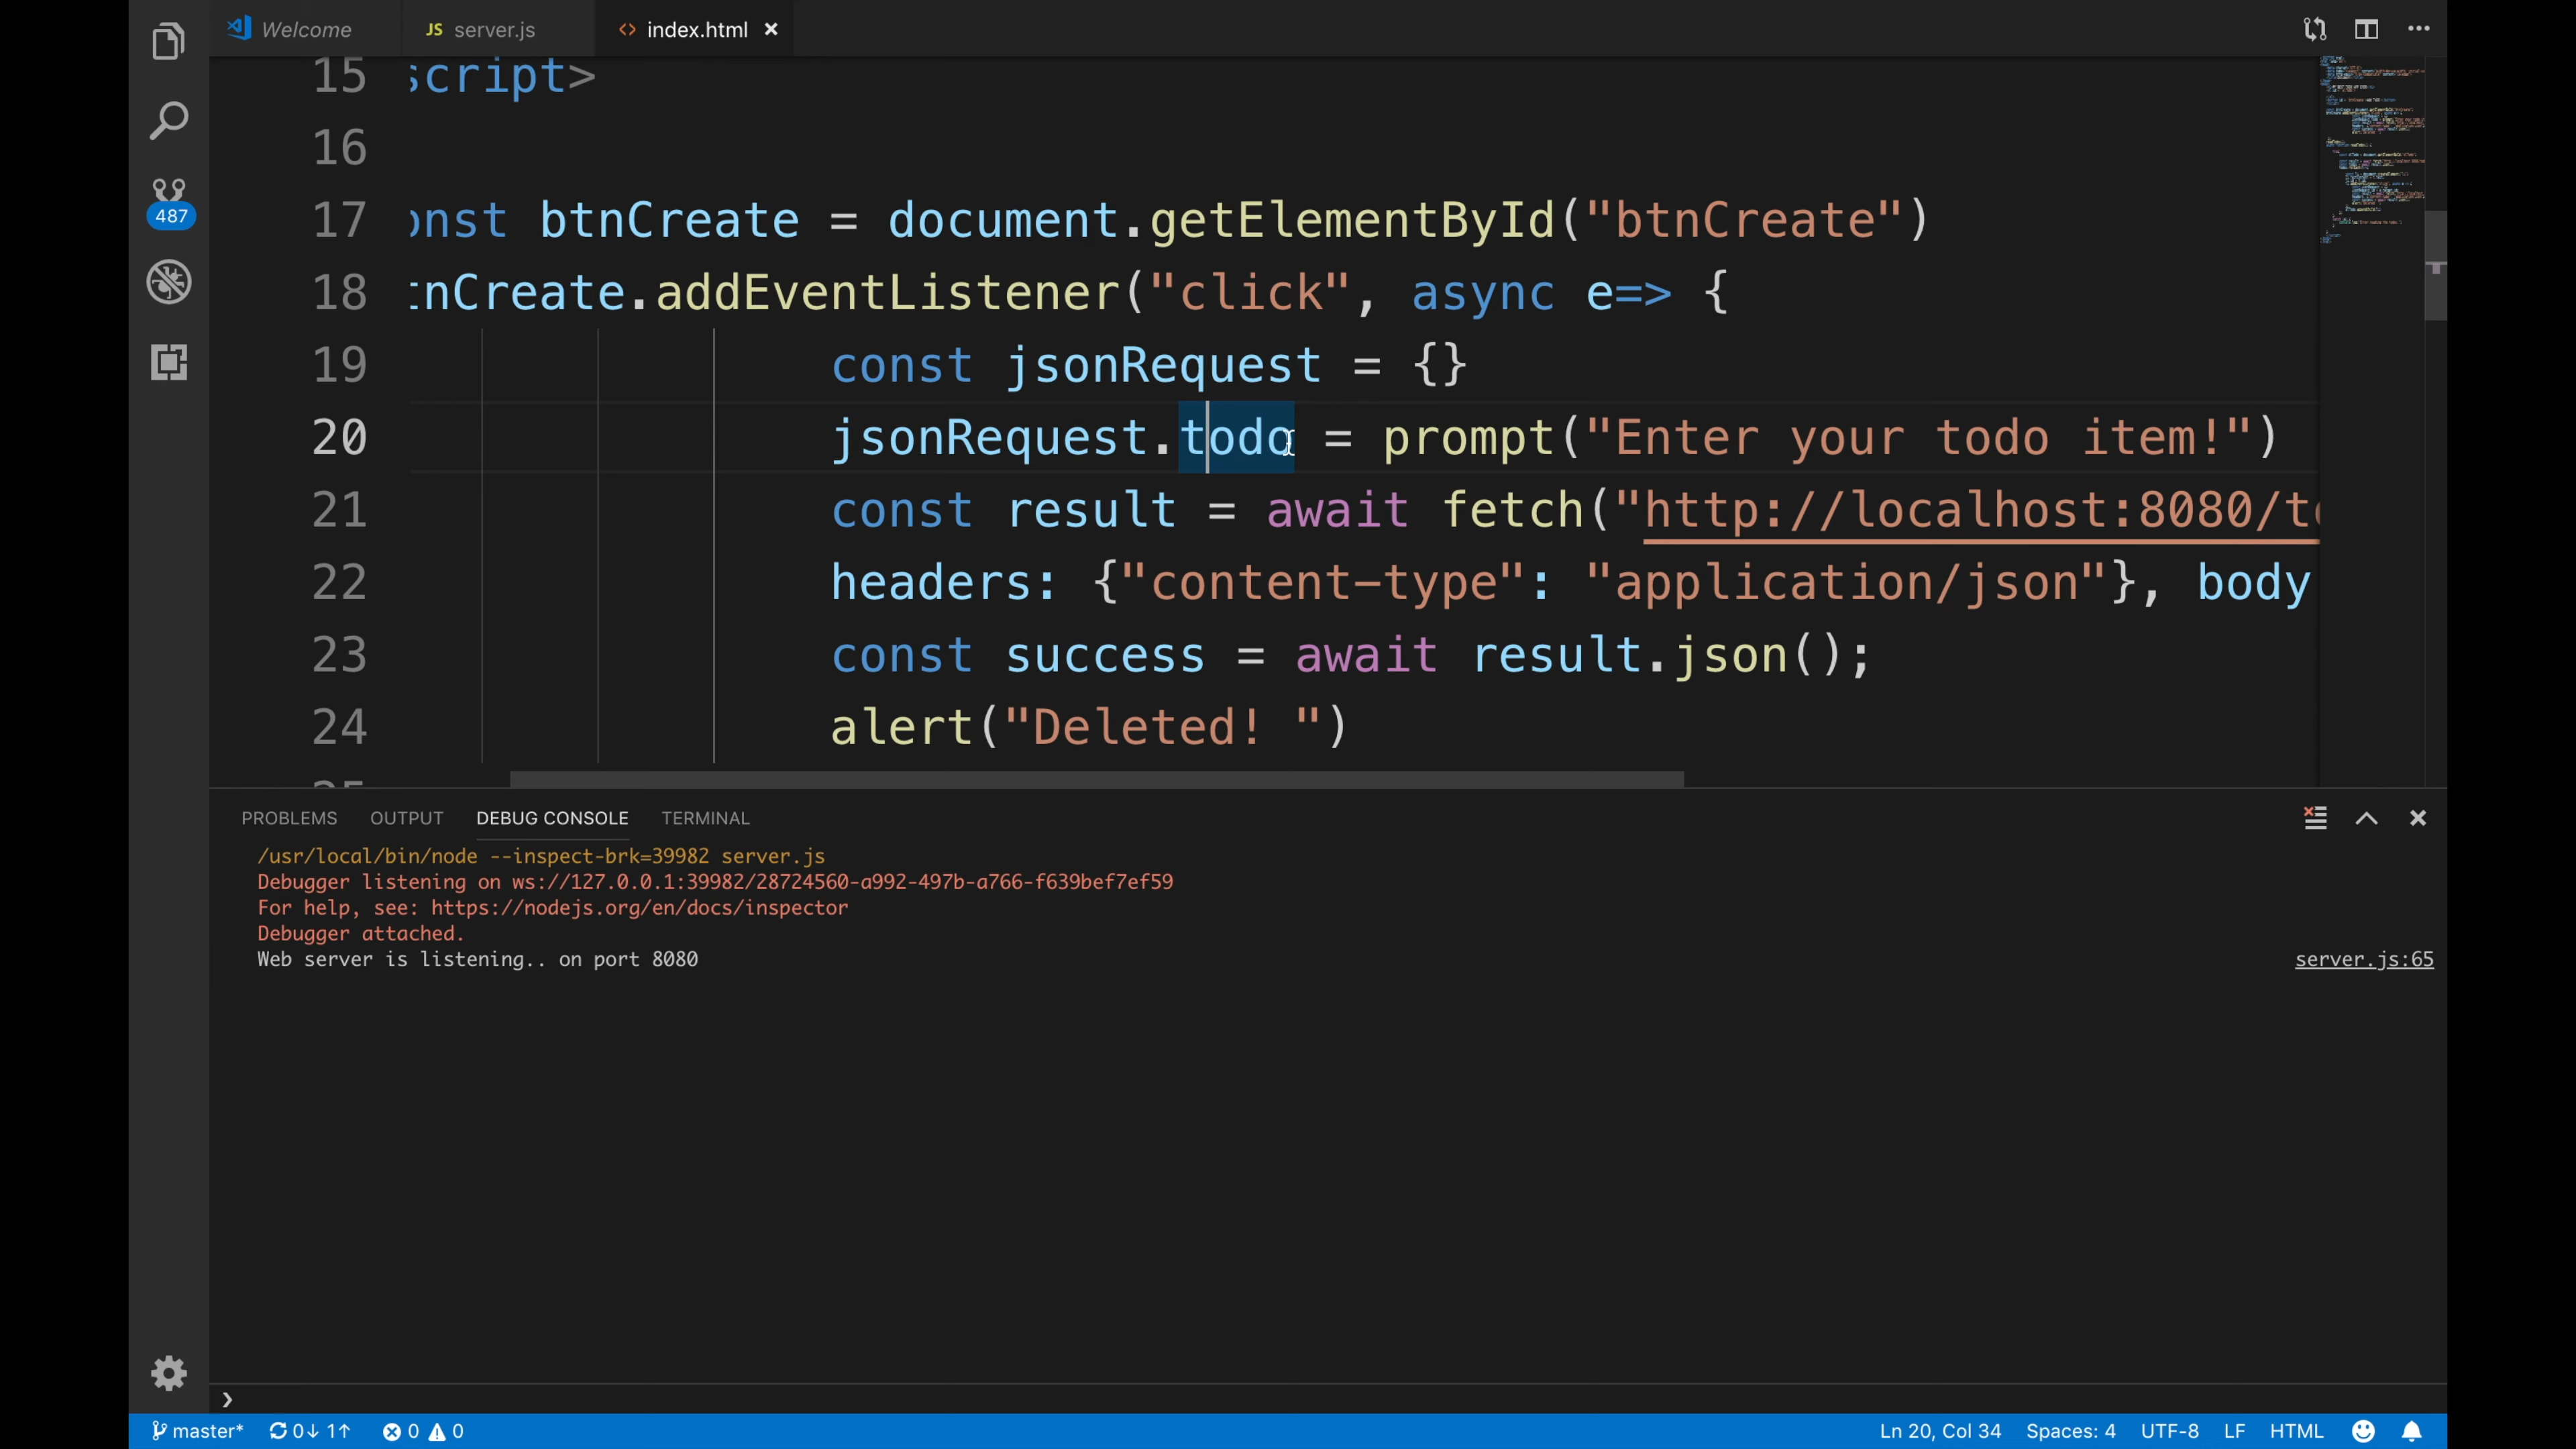 Welcome
JS server.js
<> index.html
15 script>
16
17 onst btnCreate = document.getElementById("btnCreate")
18 tnCreate.addEventListener("click", async e=> {
19 const jsonRequest = {}
20 jsonRequest.todo = prompt("Enter your todo item!")
21 const result = await fetch("http://localhost:8080/to
22 headers: {"content-type": "application/json"}, body
23 const success = await result.json();
24 alert("Deleted! ")
487
PROBLEMS OUTPUT DEBUG CONSOLE TERMINAL
/usr/local/bin/node --inspect-brk=39982 server.js
Debugger listening on ws://127.0.0.1:39982/28724560-a992-497b-a766-f639bef7ef59
For help, see: https://nodejs.org/en/docs/inspector
Debugger attached.
Web server is listening.. on port 8080 server.js:65
master* 0↓ 1↑ 0 0 Ln 20, Col 34 Spaces: 4 UTF-8 LF HTML